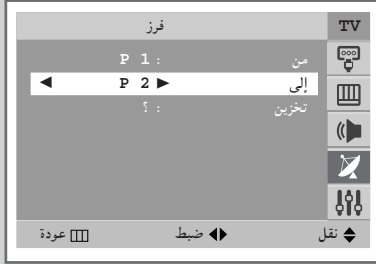 TV
فرز
من : P 1
إلى P 2
تخزين : ؟
نقل ضبط عودة